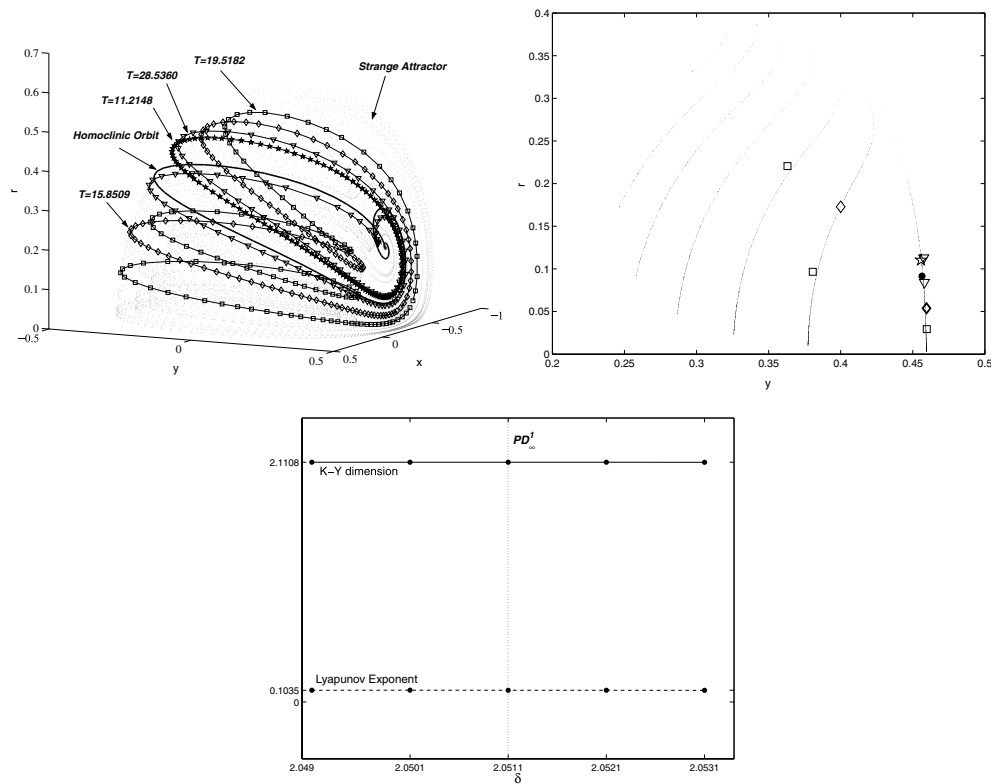 0.7
0.6
0.5
0.4
0.3
0.2
0.1
0
r
−0.5
0
0.5
y
0.5
0
−0.5
−1
x
T=19.5182
T=28.5360
T=11.2148
Homoclinic Orbit
T=15.8509
Strange Attractor
0.4
0.35
0.3
0.25
0.2
0.15
0.1
0.05
0
r
0.2 0.25 0.3 0.35 0.4 0.45 0.5
y
PD¹∞
2.1108
K−Y dimension
Lyapunov Exponent
0.1035
0
2.049 2.0501 2.0511 2.0521 2.0531
δ